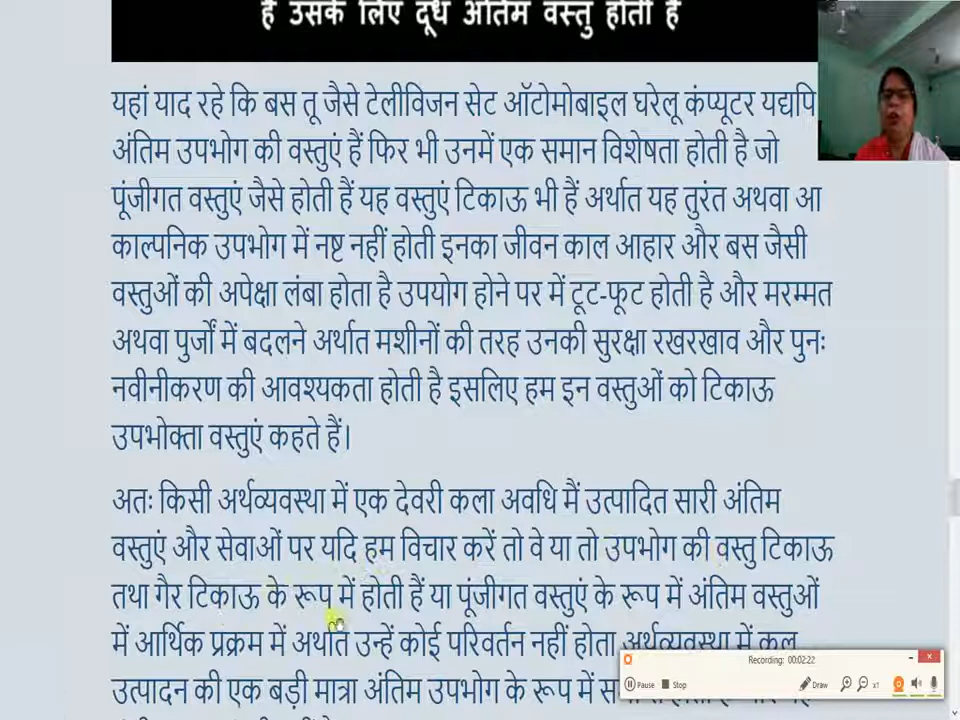 है उसके लिए दूध अंतिम वस्तु होती है
यहां याद रहे कि बस तू जैसे टेलीविजन सेट ऑटोमोबाइल घरेलू कंप्यूटर यद्यपि
अंतिम उपभोग की वस्तुएं हैं फिर भी उनमें एक समान विशेषता होती है जो
पूंजीगत वस्तुएं जैसे होती हैं यह वस्तुएं टिकाऊ भी हैं अर्थात यह तुरंत अथवा आ
काल्पनिक उपभोग में नष्ट नहीं होती इनका जीवन काल आहार और बस जैसी
वस्तुओं की अपेक्षा लंबा होता है उपयोग होने पर में टूट-फूट होती है और मरम्मत
अथवा पुर्जों में बदलने अर्थात मशीनों की तरह उनकी सुरक्षा रखरखाव और पुनः
नवीनीकरण की आवश्यकता होती है इसलिए हम इन वस्तुओं को टिकाऊ
उपभोक्ता वस्तुएं कहते हैं।
अतः किसी अर्थव्यवस्था में एक देवरी कला अवधि मैं उत्पादित सारी अंतिम
वस्तुएं और सेवाओं पर यदि हम विचार करें तो वे या तो उपभोग की वस्तु टिकाऊ
तथा गैर टिकाऊ के रूप में होती हैं या पूंजीगत वस्तुएं के रूप में अंतिम वस्तुओं
में आर्थिक प्रक्रम में अर्थात उन्हें कोई परिवर्तन नहीं होता अर्थव्यवस्था में कुल
उत्पादन की एक बड़ी मात्रा अंतिम उपभोग के रूप में
Recording: 00:02:22
Pause Stop Draw x1